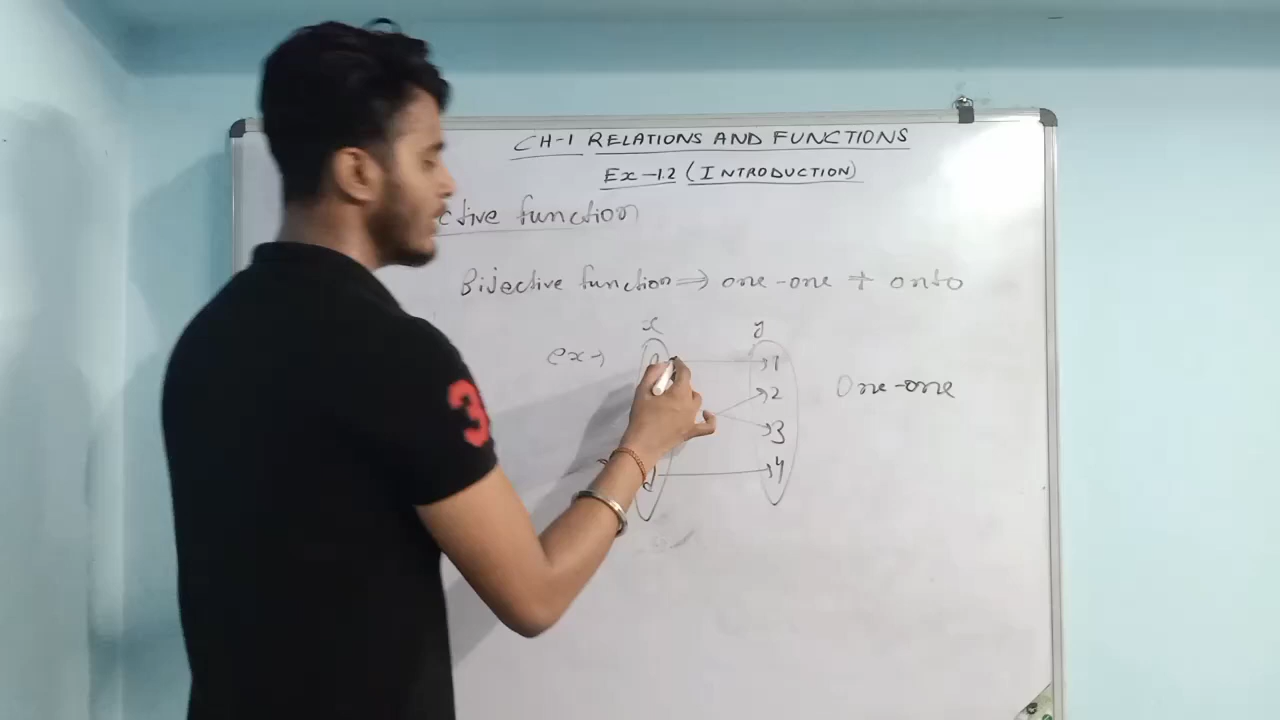 CH-1 RELATIONS AND FUNCTIONS
Ex-1.2 (INTRODUCTION)
ctive function
Bijective function ⇒ one-one + onto
x y
ex→ 1
2 One-one
3
d 4
3